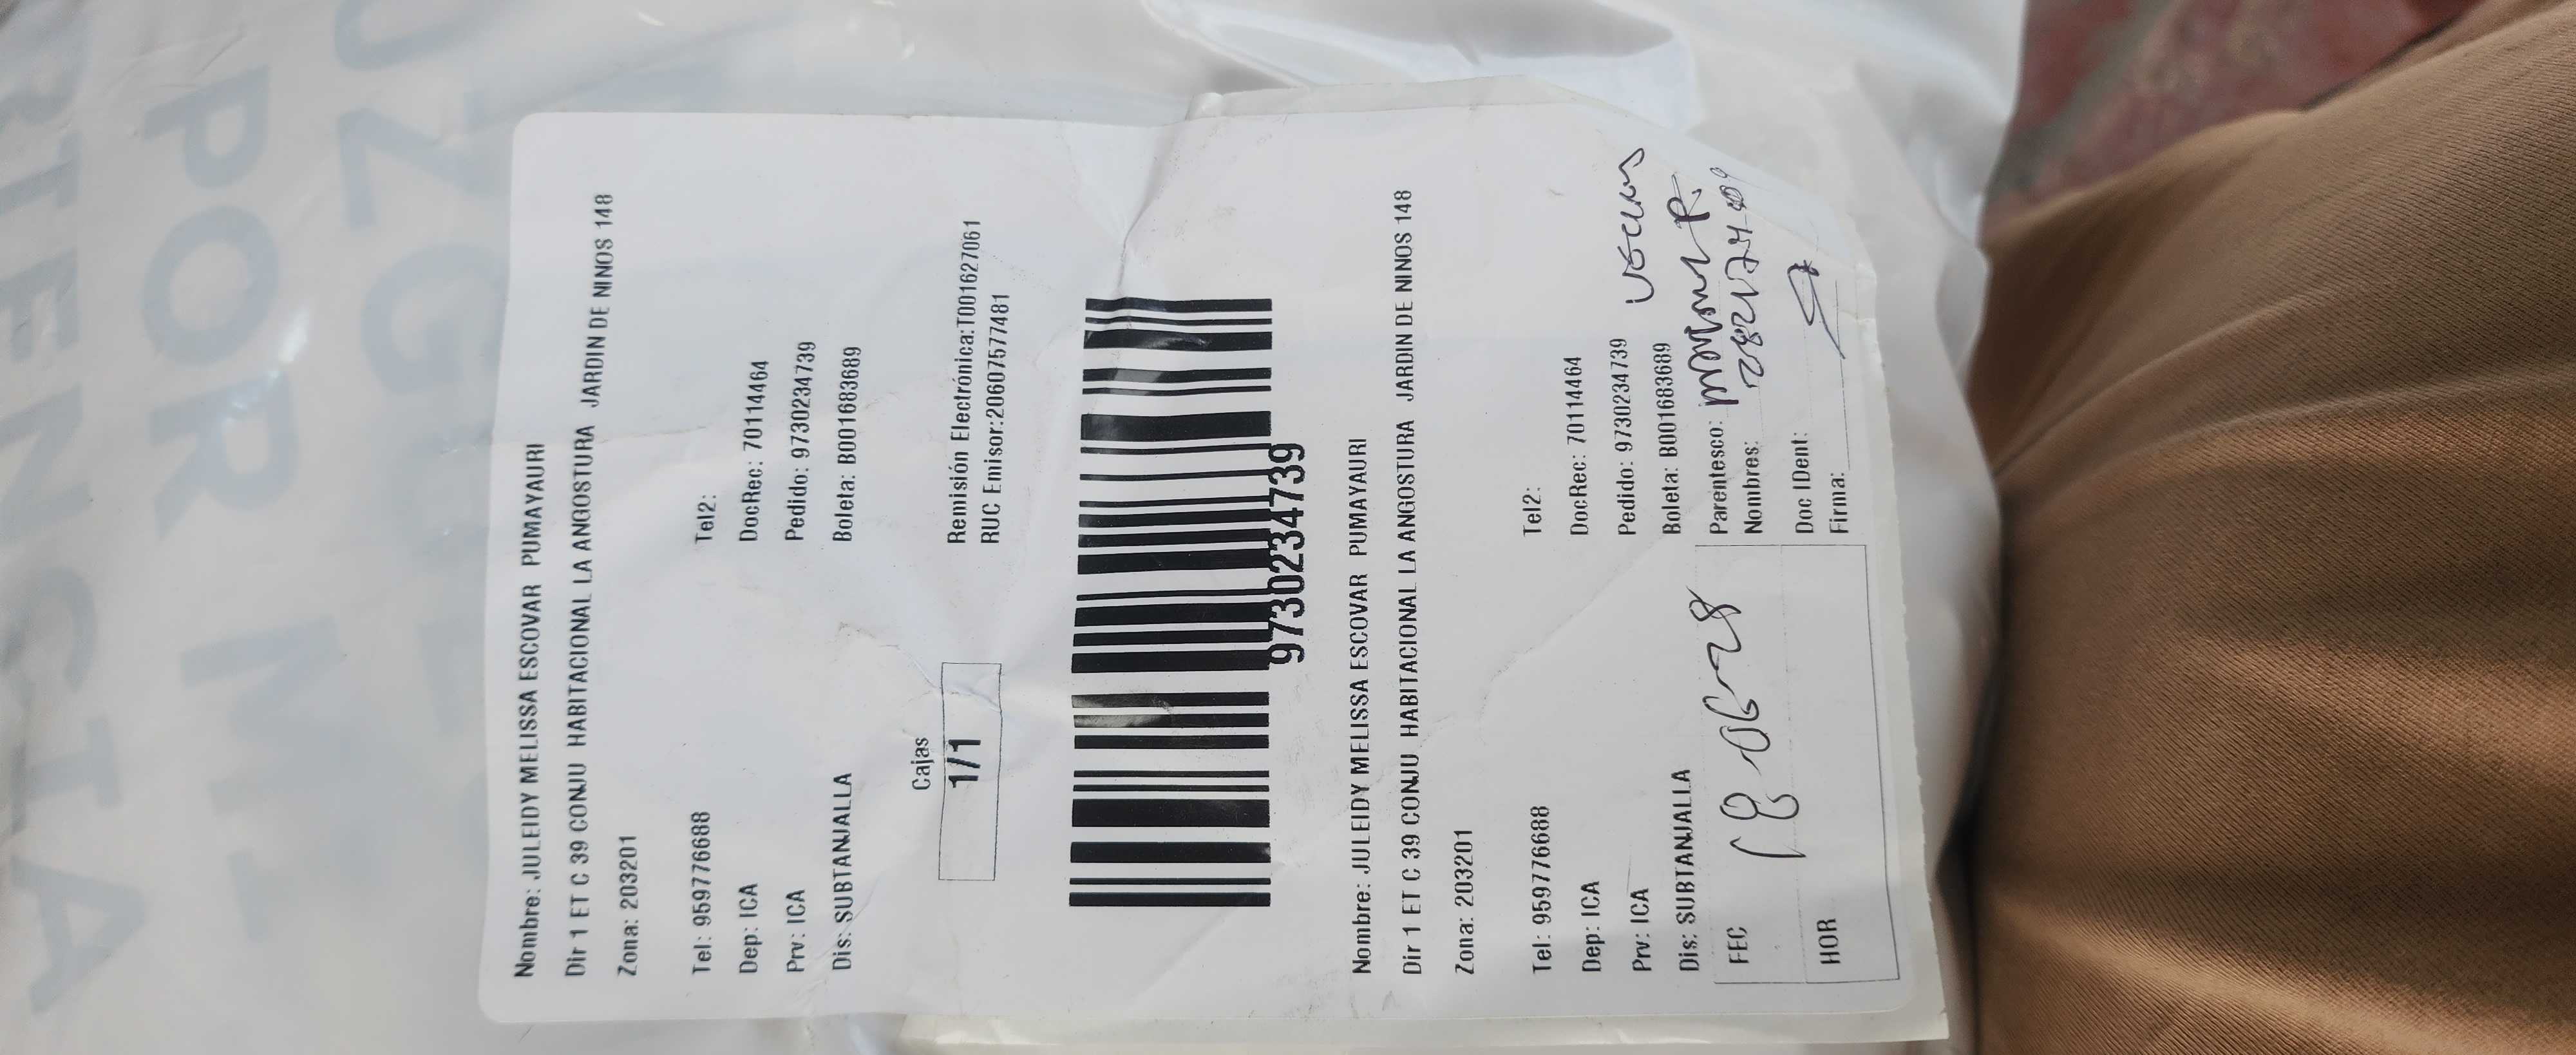 Nombre: JULEIDY MELISSA ESCOVAR PUMAYAURI
Dir 1 ET C 39 CONJU HABITACIONAL LA ANGOSTURA JARDIN DE NINOS 148
Zona: 203201
Tel: 959776688 Tel2:
Dep: ICA DocRec: 70114464
Prv: ICA Pedido: 9730234739
Dis: SUBTANJALLA Boleta: B001683689
Cajas
1/1
Remisión Electrónica:T001627061
RUC Emisor:20607577481
9730234739
Nombre: JULEIDY MELISSA ESCOVAR PUMAYAURI
Dir 1 ET C 39 CONJU HABITACIONAL LA ANGOSTURA JARDIN DE NINOS 148
Zona: 203201
Tel: 959776688 Tel2:
Dep: ICA DocRec: 70114464
Prv: ICA Pedido: 9730234739
Dis: SUBTANJALLA Boleta: B001683689
FEC Parentesco:
Nombres:
HOR Doc IDent:
Firma:
POR MI